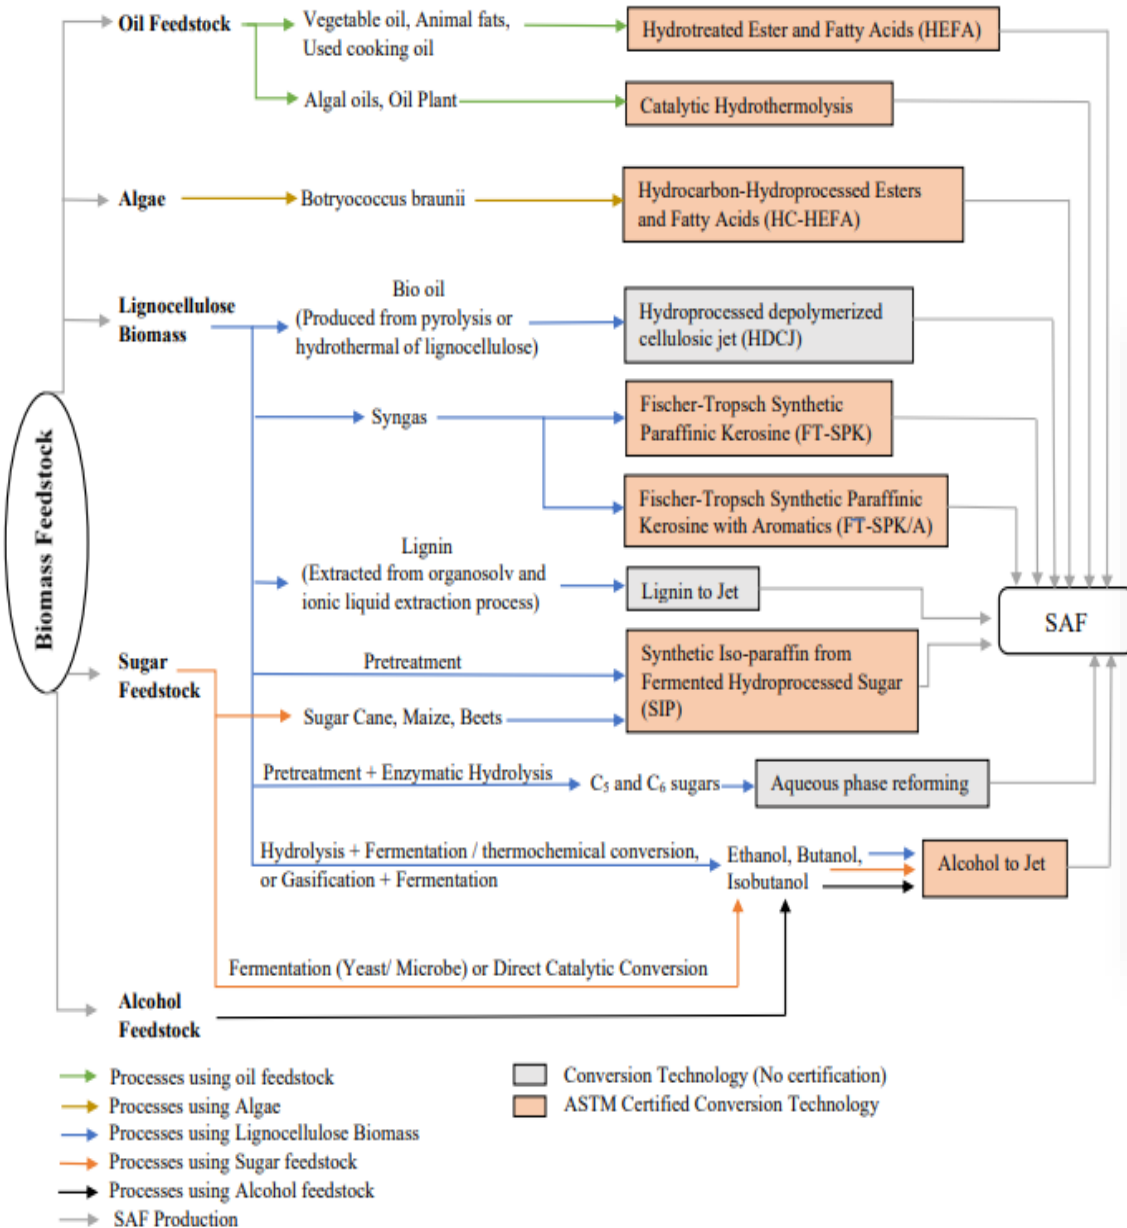 Oil Feedstock
Vegetable oil, Animal fats,
Used cooking oil
Hydrotreated Ester and Fatty Acids (HEFA)
Algal oils, Oil Plant
Catalytic Hydrothermolysis
Algae
Botryococcus braunii
Hydrocarbon-Hydroprocessed Esters
and Fatty Acids (HC-HEFA)
Lignocellulose
Biomass
Bio oil
(Produced from pyrolysis or
hydrothermal of lignocellulose)
Hydroprocessed depolymerized
cellulosic jet (HDCJ)
Syngas
Fischer-Tropsch Synthetic
Paraffinic Kerosine (FT-SPK)
Fischer-Tropsch Synthetic Paraffinic
Kerosine with Aromatics (FT-SPK/A)
Biomass Feedstock
Lignin
(Extracted from organosolv and
ionic liquid extraction process)
Lignin to Jet
SAF
Sugar
Feedstock
Pretreatment
Synthetic Iso-paraffin from
Fermented Hydroprocessed Sugar
(SIP)
Sugar Cane, Maize, Beets
Pretreatment + Enzymatic Hydrolysis
C₅ and C₆ sugars
Aqueous phase reforming
Hydrolysis + Fermentation / thermochemical conversion,
or Gasification + Fermentation
Ethanol, Butanol,
Isobutanol
Alcohol to Jet
Fermentation (Yeast/ Microbe) or Direct Catalytic Conversion
Alcohol
Feedstock
Processes using oil feedstock
Processes using Algae
Processes using Lignocellulose Biomass
Processes using Sugar feedstock
Processes using Alcohol feedstock
SAF Production
Conversion Technology (No certification)
ASTM Certified Conversion Technology